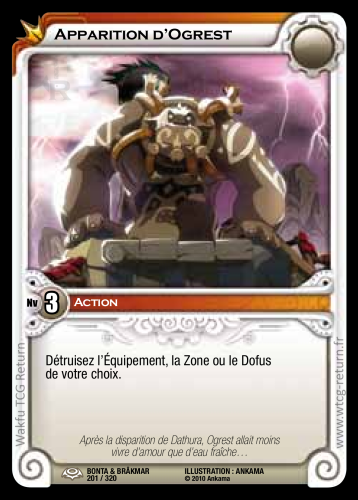 Apparition d'Ogrest
Nv 3 Action
Détruisez l'Équipement, la Zone ou le Dofus
de votre choix.
Après la disparition de Dathura, Ogrest allait moins
vivre d'amour que d'eau fraîche…
BONTA & BRÂKMAR
201 / 320
ILLUSTRATION : ANKAMA
© 2010 Ankama
Wakfu TCG Return
www.wtcg-return.fr